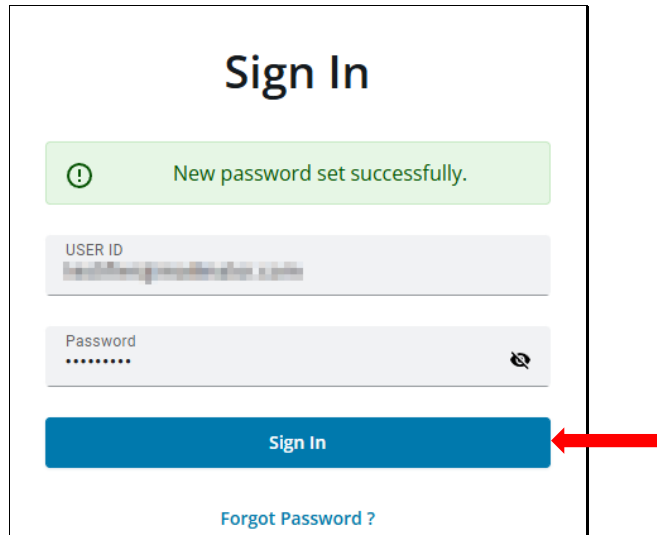 Sign In
New password set successfully.
USER ID
Password
Sign In
Forgot Password ?